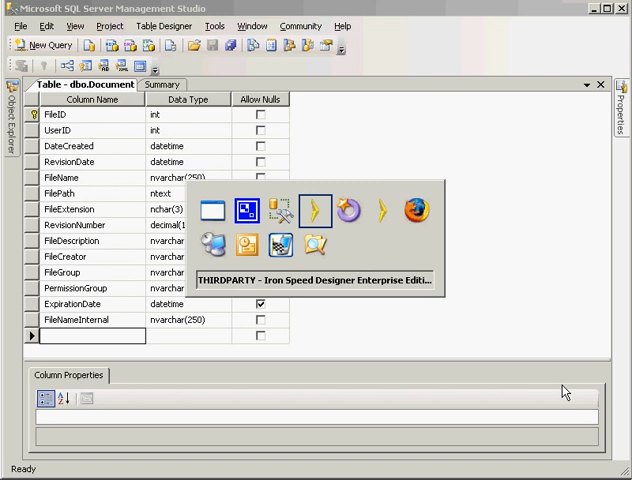 Microsoft SQL Server Management Studio
File Edit View Project Table Designer Tools Window Community Help
New Query
Table - dbo.Document Summary
Object Explorer
Properties
Column Name Data Type Allow Nulls
FileID int
UserID int
DateCreated datetime
RevisionDate datetime
FileName nvarchar(250)
FilePath ntext
FileExtension nchar(3)
RevisionNumber decimal(1
FileDescription nvarchar
FileCreator nvarchar
FileGroup nvarchar
PermissionGroup nvarchar
ExpirationDate datetime
FileNameInternal nvarchar(250)
THIRDPARTY - Iron Speed Designer Enterprise Editi...
Column Properties
Ready